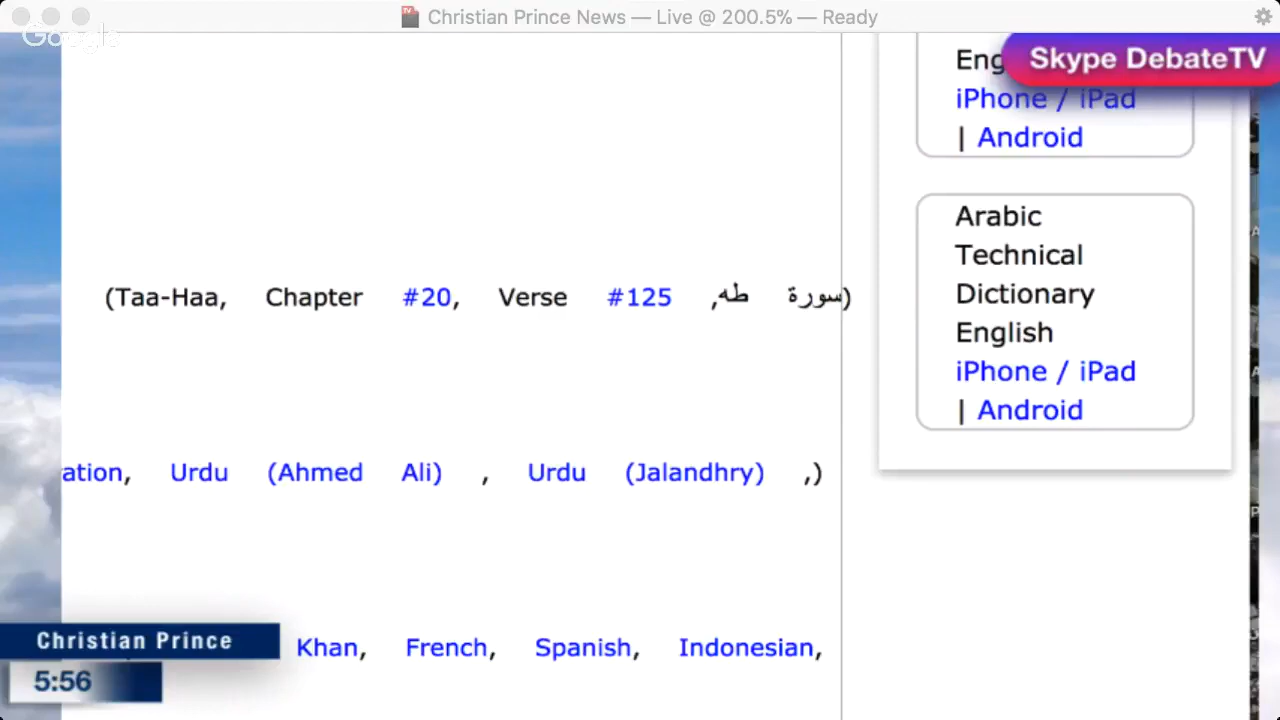 Christian Prince News — Live @ 200.5% — Ready
Google
Skype DebateTV
iPhone / iPad
| Android
Arabic
Technical
Dictionary
English
iPhone / iPad
| Android
(Taa-Haa, Chapter #20, Verse #125 ,سورة طه)
Urdu (Ahmed Ali) , Urdu (Jalandhry) ,)
Khan, French, Spanish, Indonesian,
Christian Prince
5:56